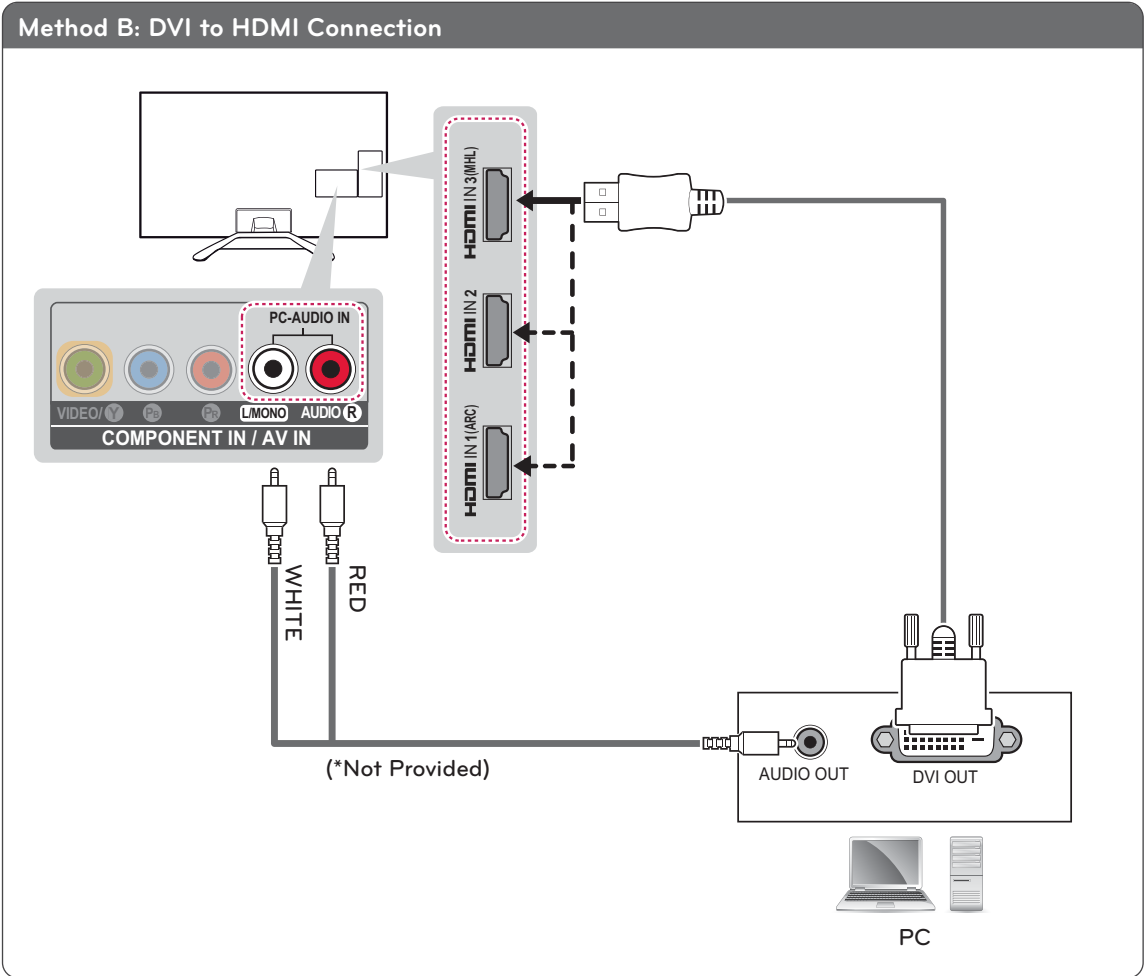 Method B: DVI to HDMI Connection
HDMI IN 3(MHL)
HDMI IN 2
HDMI IN 1(ARC)
PC-AUDIO IN
VIDEO/Y PB PR L/MONO AUDIO R
COMPONENT IN / AV IN
WHITE
RED
(*Not Provided)
AUDIO OUT
DVI OUT
PC